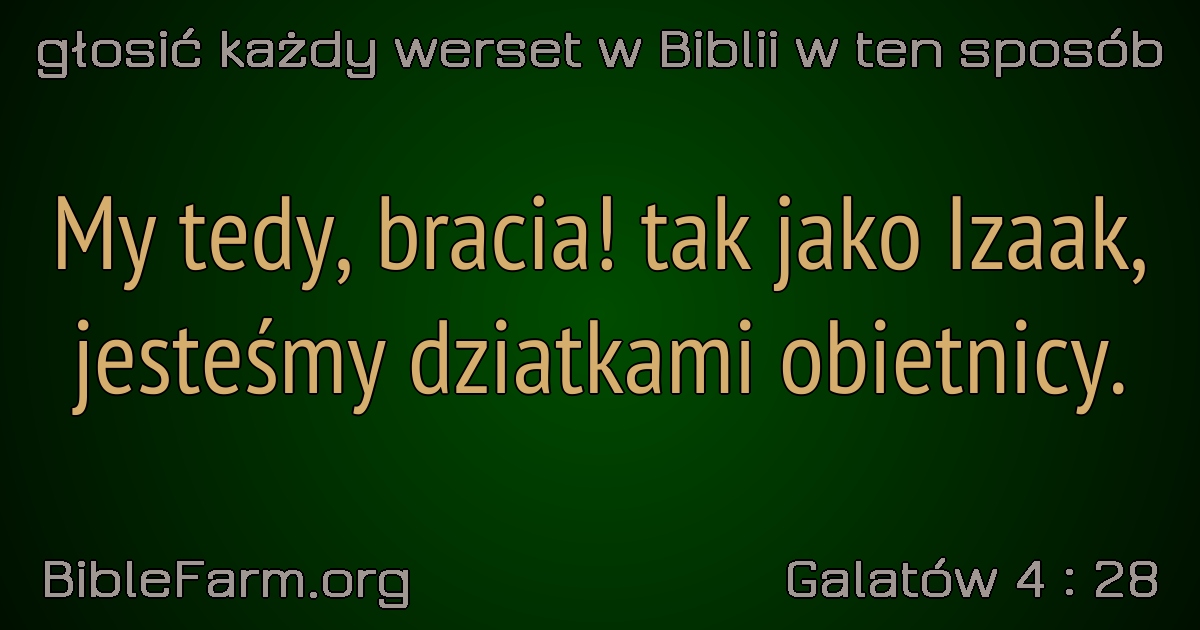 głosić każdy werset w Biblii w ten sposób
My tedy, bracia! tak jako Izaak,
jesteśmy dziatkami obietnicy.
BibleFarm.org
Galatów 4 : 28